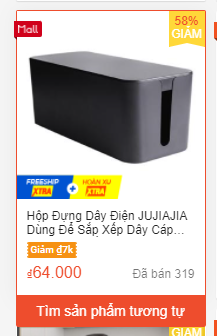 58%
GIẢM
Mall
FREESHIP XTRA + HOÀN XU XTRA
Hộp Đựng Dây Điện JUJIAJIA
Dùng Để Sắp Xếp Dây Cáp...
Giảm ₫7k
₫64.000 Đã bán 319
Tìm sản phẩm tương tự